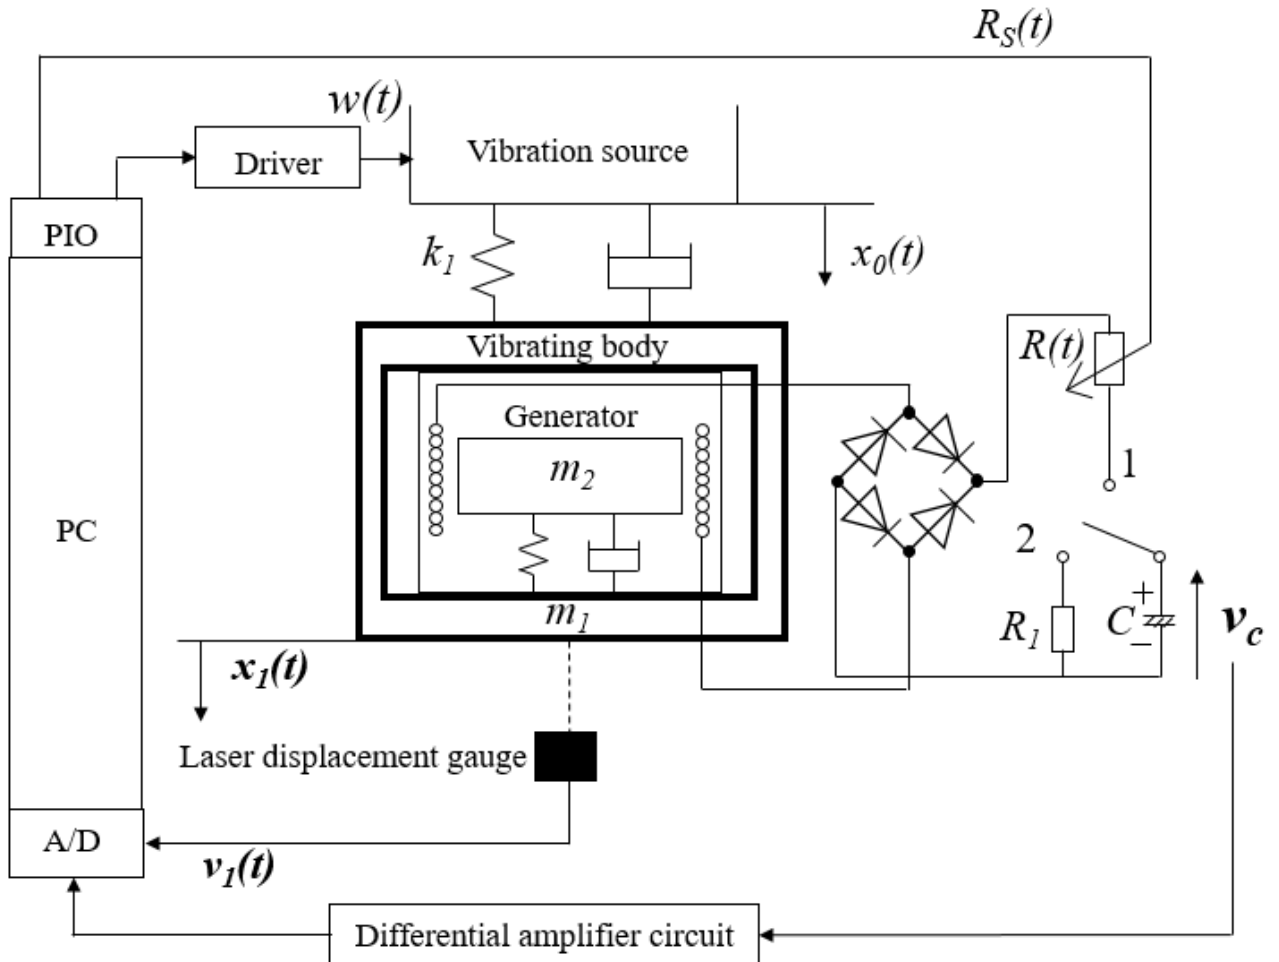 R_S(t)
w(t)
Driver
Vibration source
PIO
k_1
x_0(t)
Vibrating body
R(t)
Generator
m_2
1
PC
2
m_1
R_1
C
+
−
v_c
x_1(t)
Laser displacement gauge
A/D
v_1(t)
Differential amplifier circuit